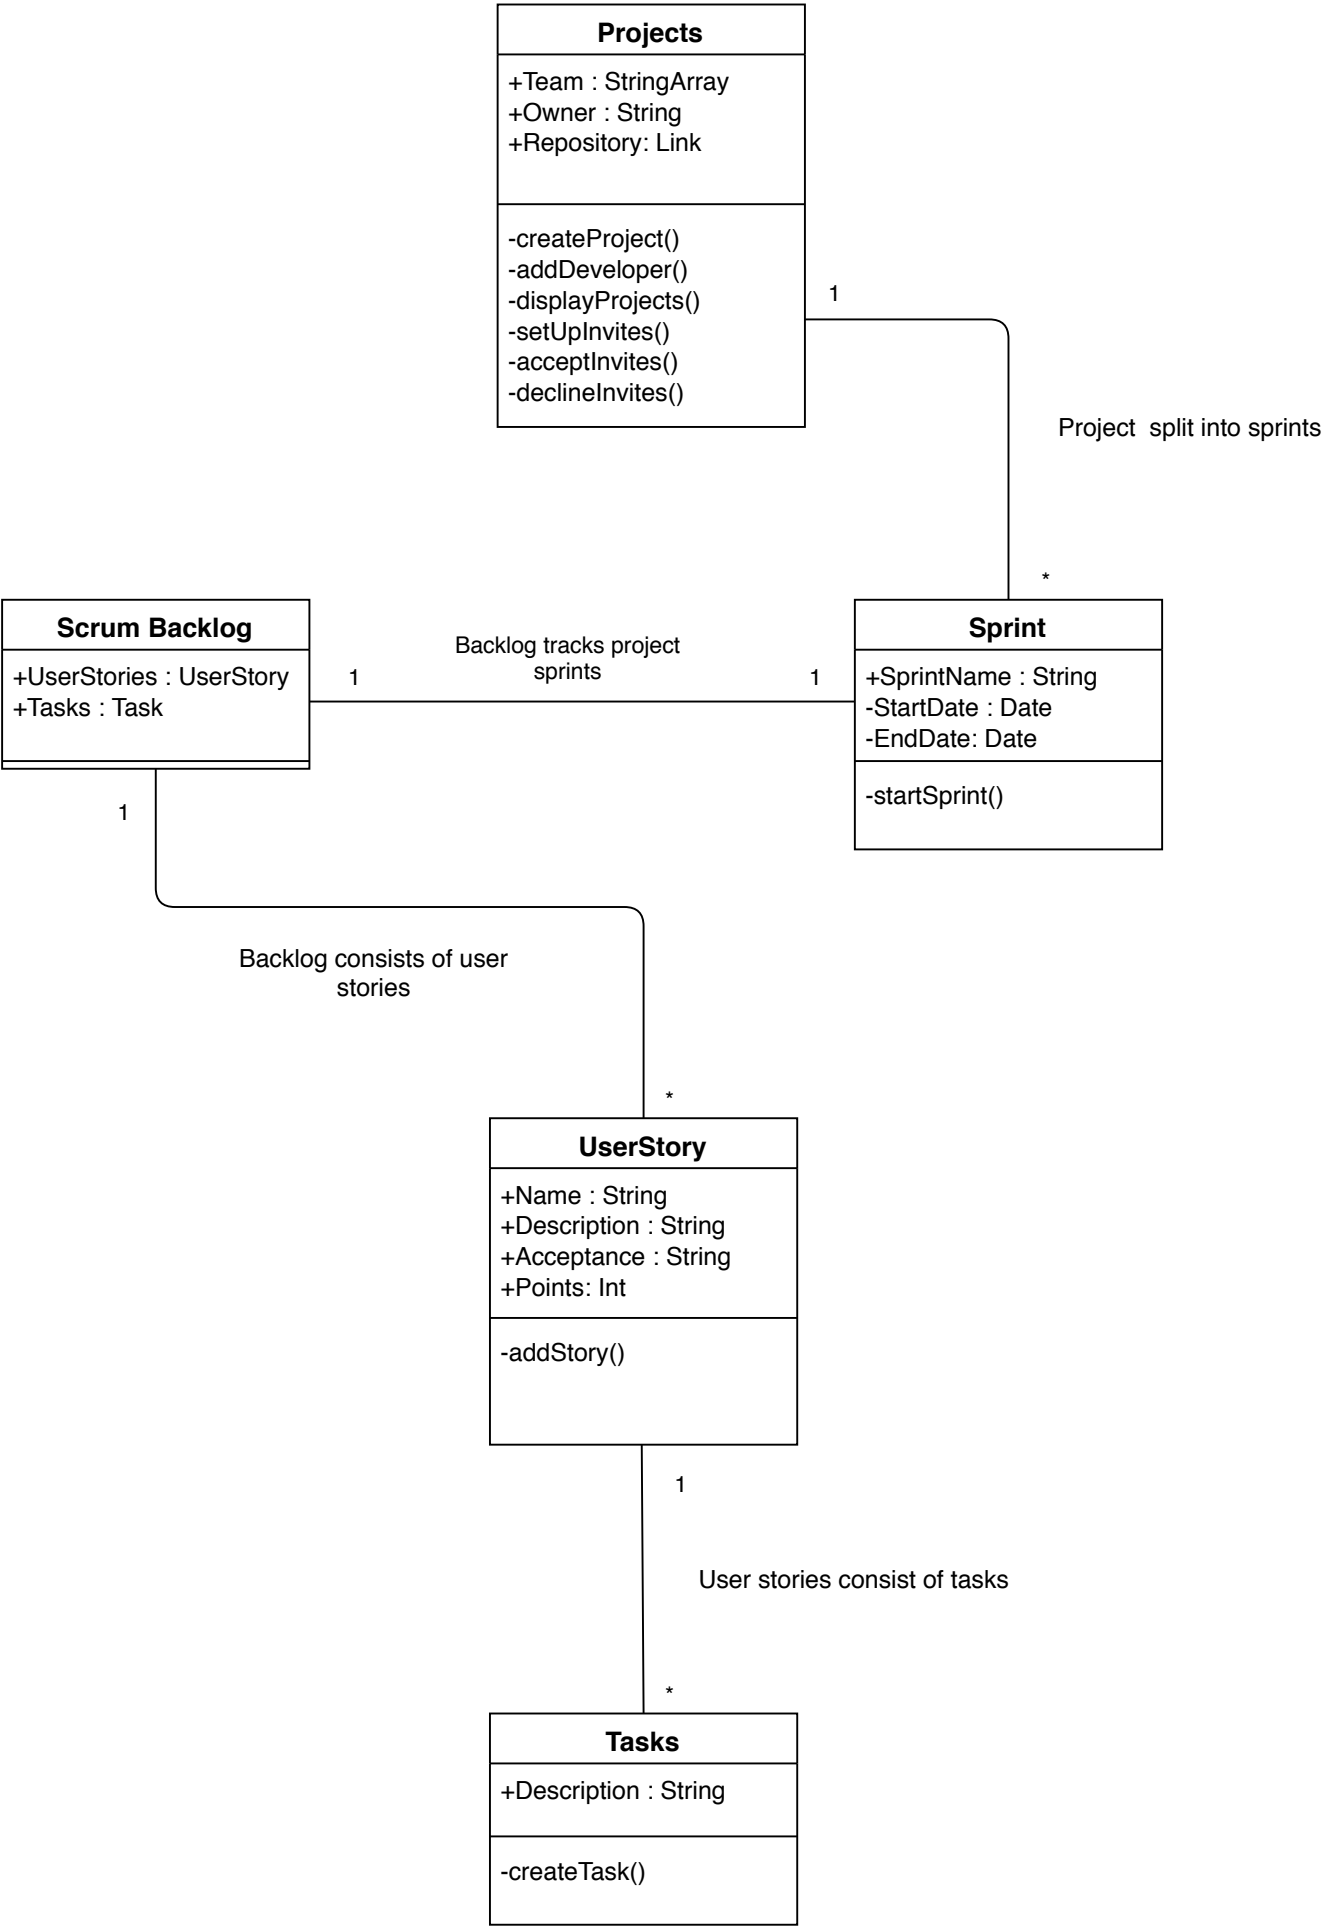 Projects
+Team : StringArray
+Owner : String
+Repository: Link
-createProject()
-addDeveloper()
-displayProjects()
-setUpInvites()
-acceptInvites()
-declineInvites()
1
Project  split into sprints
*
Scrum Backlog
+UserStories : UserStory
+Tasks : Task
1
Backlog tracks project
sprints
1
Sprint
+SprintName : String
-StartDate : Date
-EndDate: Date
-startSprint()
1
Backlog consists of user
stories
*
UserStory
+Name : String
+Description : String
+Acceptance : String
+Points: Int
-addStory()
1
User stories consist of tasks
*
Tasks
+Description : String
-createTask()